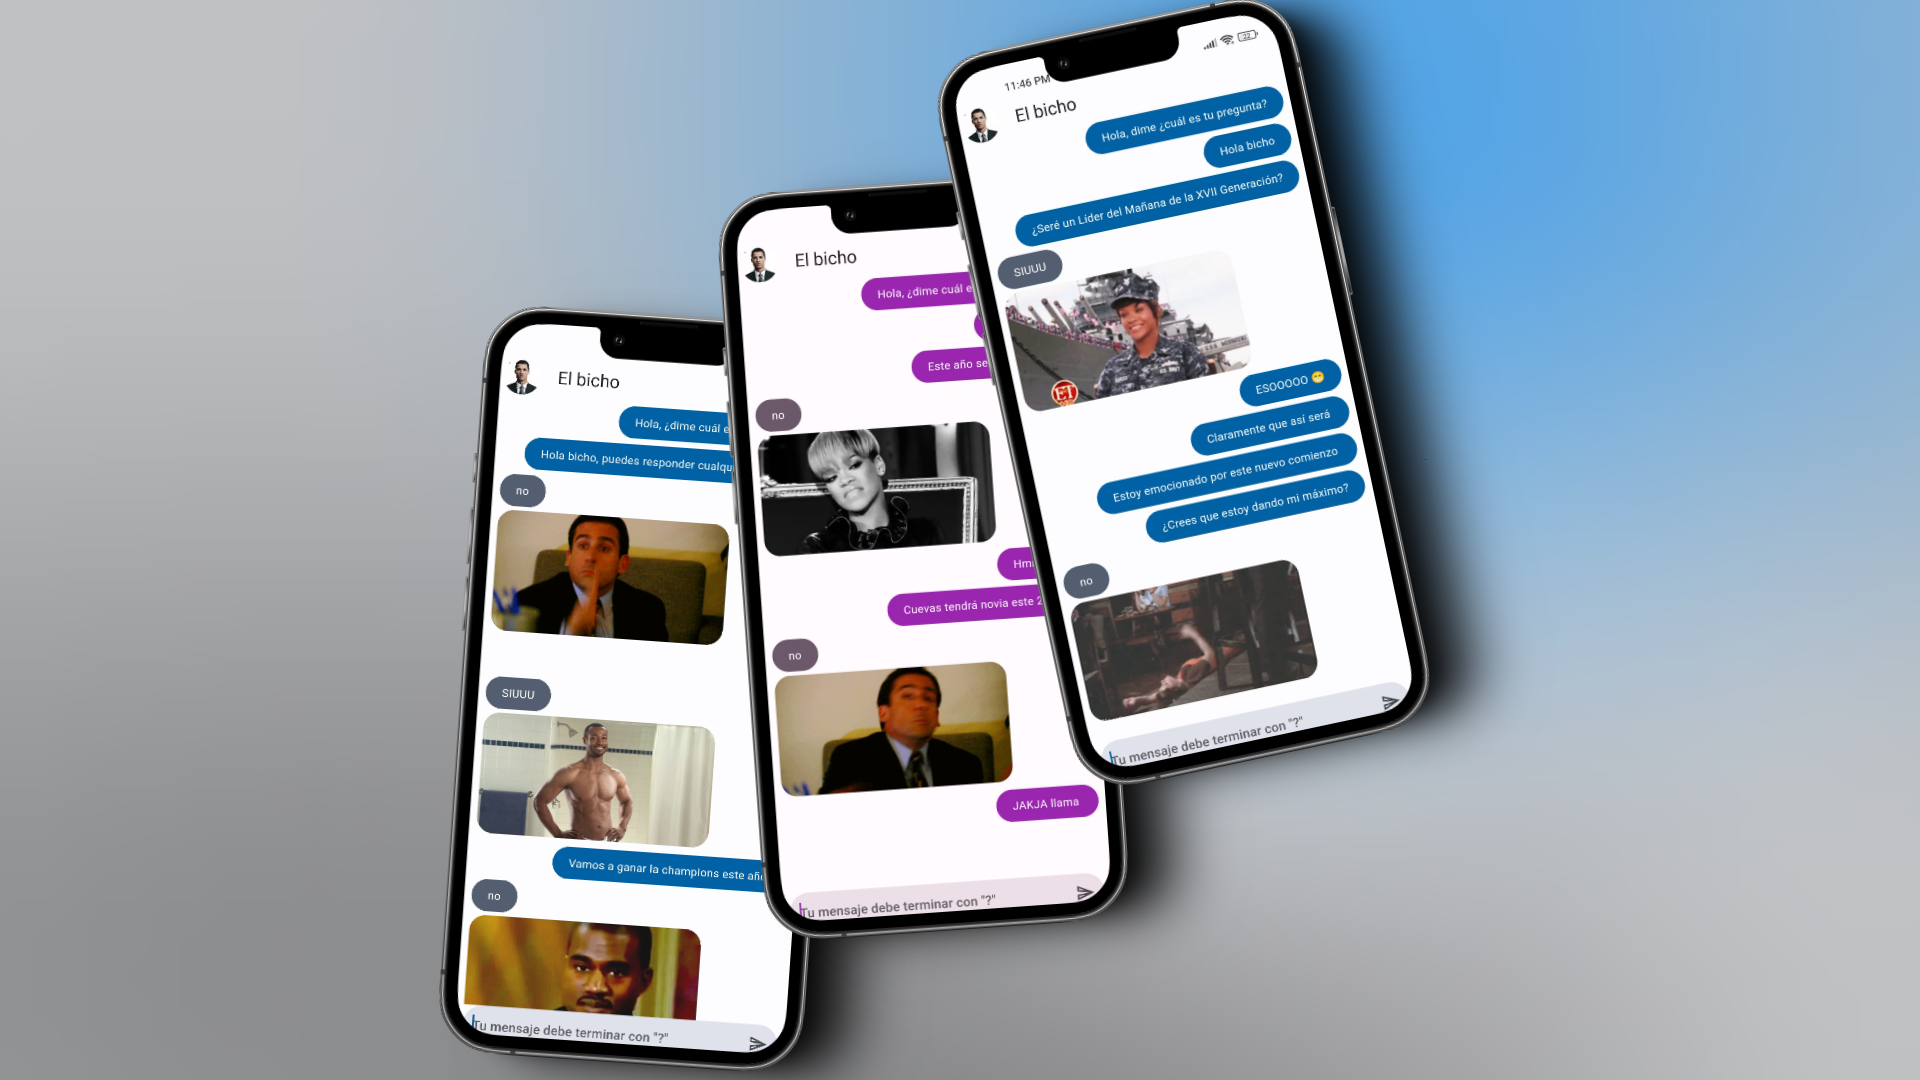 El bicho
Hola, ¿dime cuál e
Hola bicho, puedes responder cualqu
no
SIUUU
Vamos a ganar la champions este añ
no
Tu mensaje debe terminar con "?"
El bicho
Hola, ¿dime cuál e
Este año se
no
Hm
Cuevas tendrá novia este 2
no
JAKJA llama
Tu mensaje debe terminar con "?"
11:46 PM
22
El bicho
Hola, dime ¿cuál es tu pregunta?
Hola bicho
¿Seré un Lider del Mañana de la XVII Generación?
SIUUU
ET
ESOOOOO 😁
Claramente que asi será
Estoy emocionado por este nuevo comienzo
¿Crees que estoy dando mi máximo?
no
Tu mensaje debe terminar con "?"